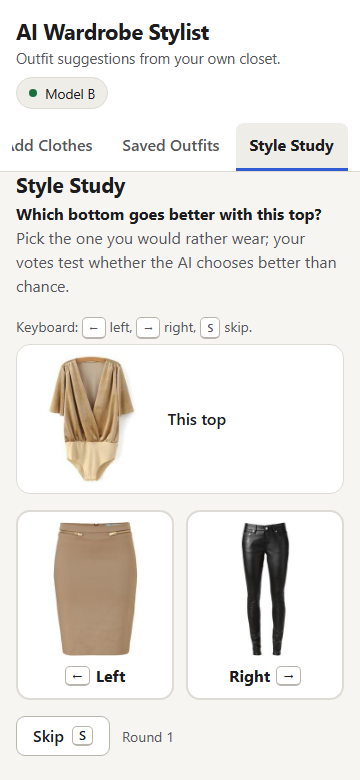 AI Wardrobe Stylist
Outfit suggestions from your own closet.
Model B
dd Clothes Saved Outfits Style Study
Style Study
Which bottom goes better with this top?
Pick the one you would rather wear; your
votes test whether the AI chooses better than
chance.
Keyboard: ← left, → right, S skip.
This top
← Left
Right →
Skip S Round 1